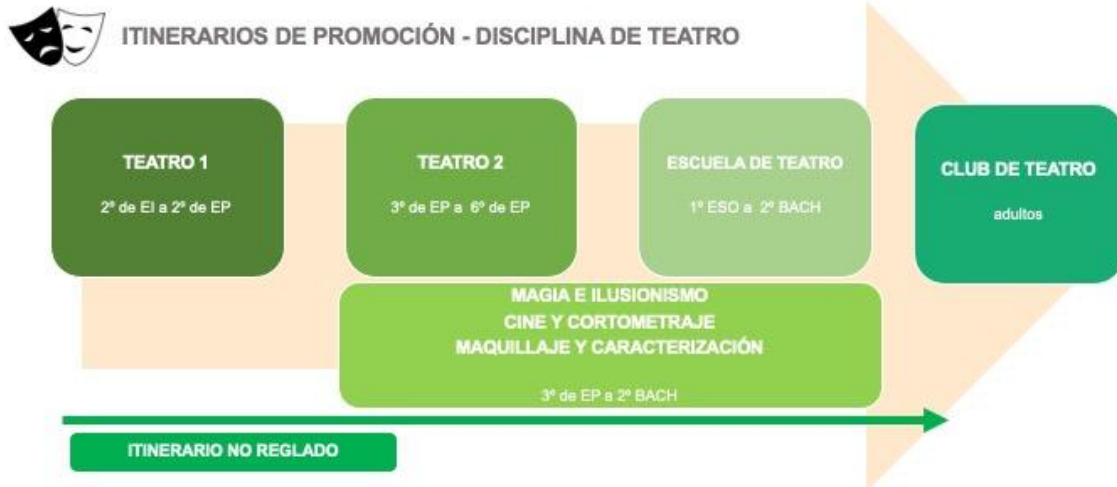 ITINERARIOS DE PROMOCIÓN - DISCIPLINA DE TEATRO
TEATRO 1
2º de EI a 2º de EP
TEATRO 2
3º de EP a 6º de EP
ESCUELA DE TEATRO
1º ESO a 2º BACH
CLUB DE TEATRO
adultos
MAGIA E ILUSIONISMO
CINE Y CORTOMETRAJE
MAQUILLAJE Y CARACTERIZACIÓN
3º de EP a 2º BACH
ITINERARIO NO REGLADO